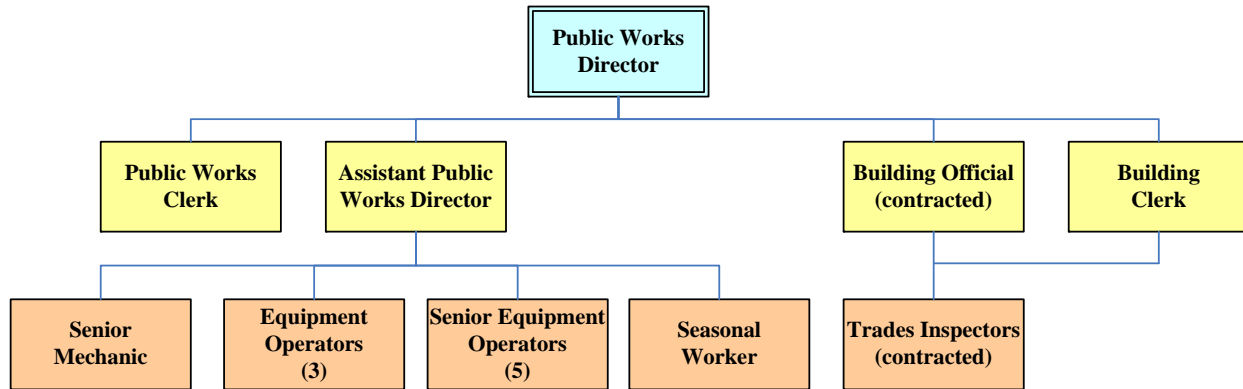 Public Works
Director
Public Works
Clerk
Assistant Public
Works Director
Building Official
(contracted)
Building
Clerk
Senior
Mechanic
Equipment
Operators
(3)
Senior Equipment
Operators
(5)
Seasonal
Worker
Trades Inspectors
(contracted)